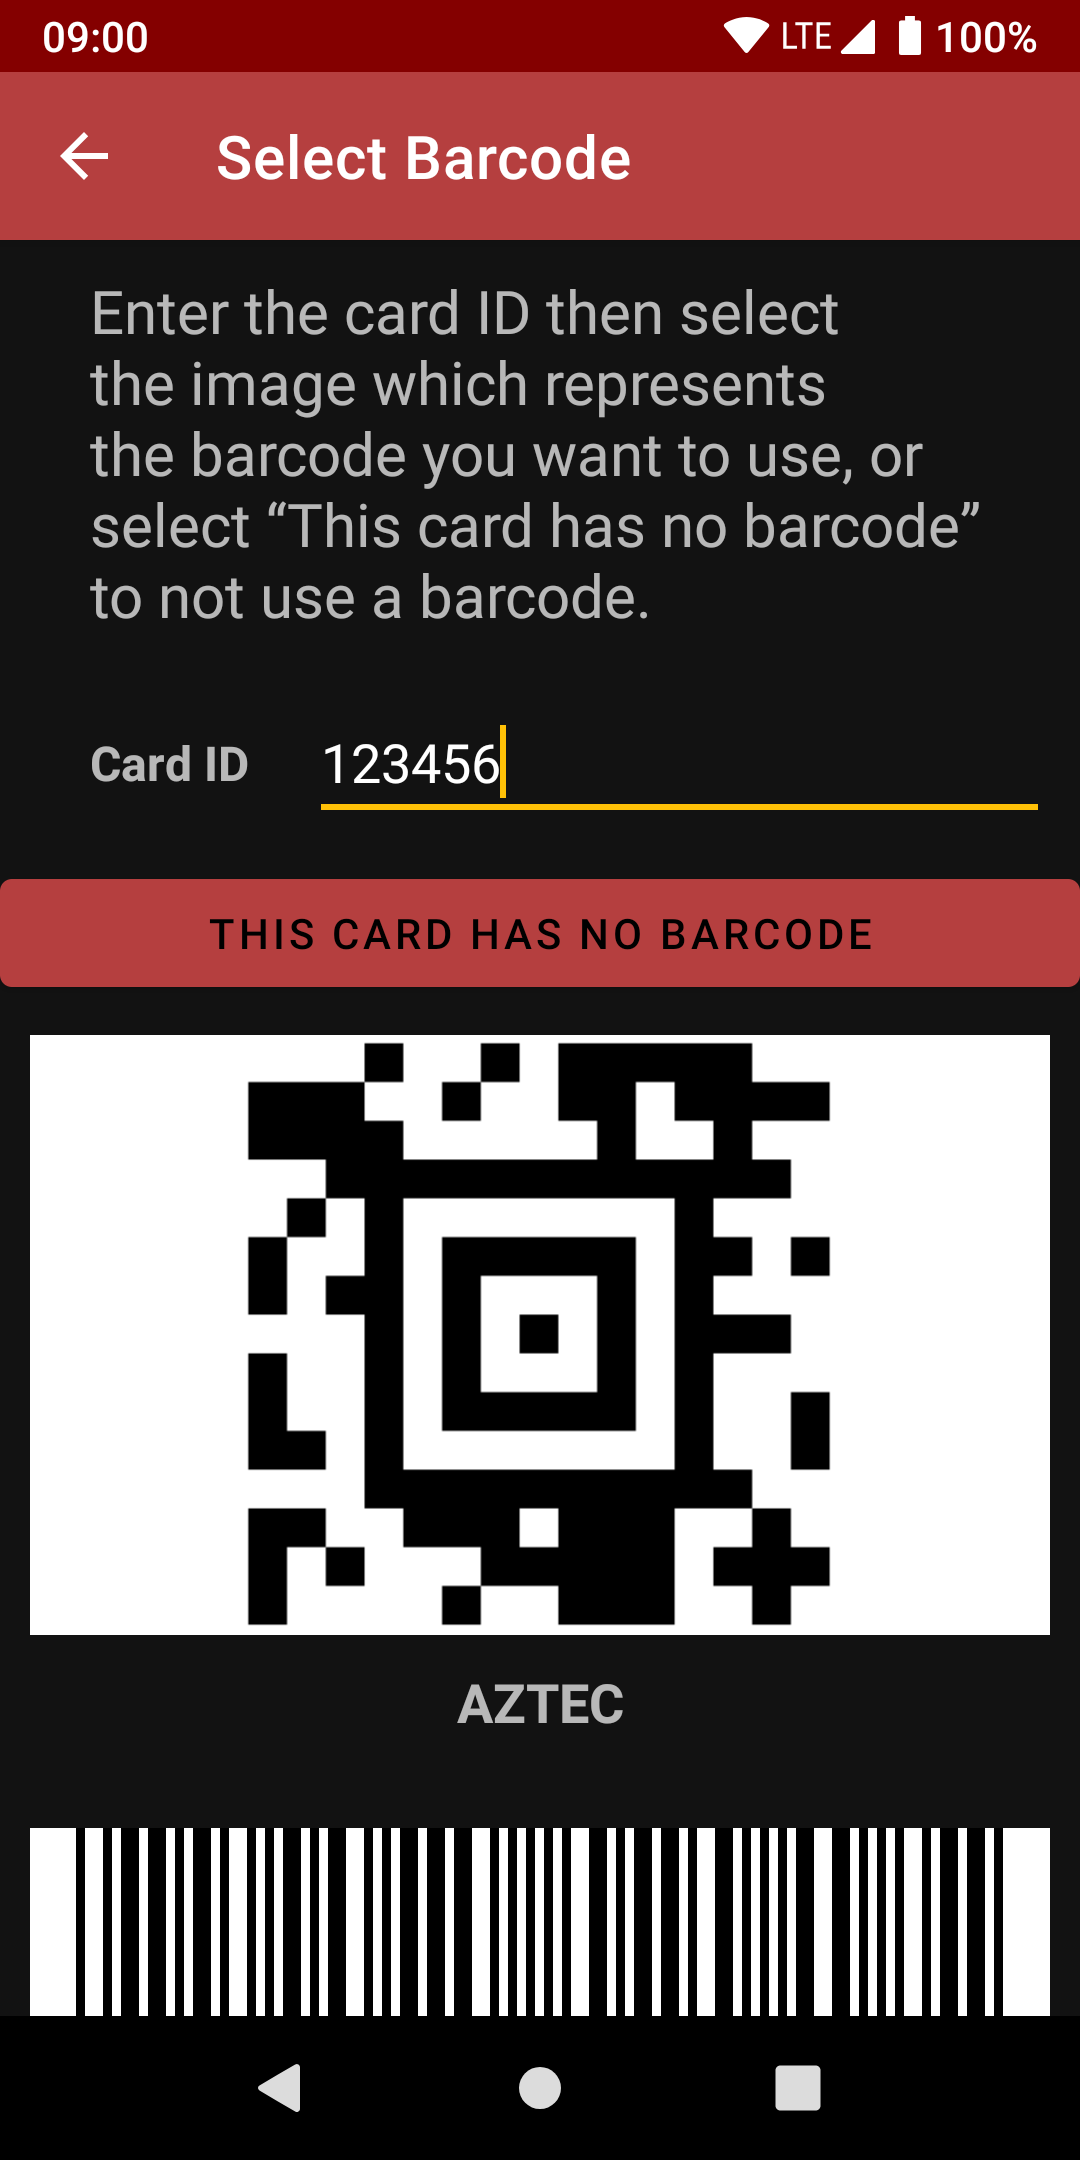 09:00
LTE
100%
Select Barcode
Enter the card ID then select
the image which represents
the barcode you want to use, or
select “This card has no barcode”
to not use a barcode.
Card ID
123456
THIS CARD HAS NO BARCODE
AZTEC